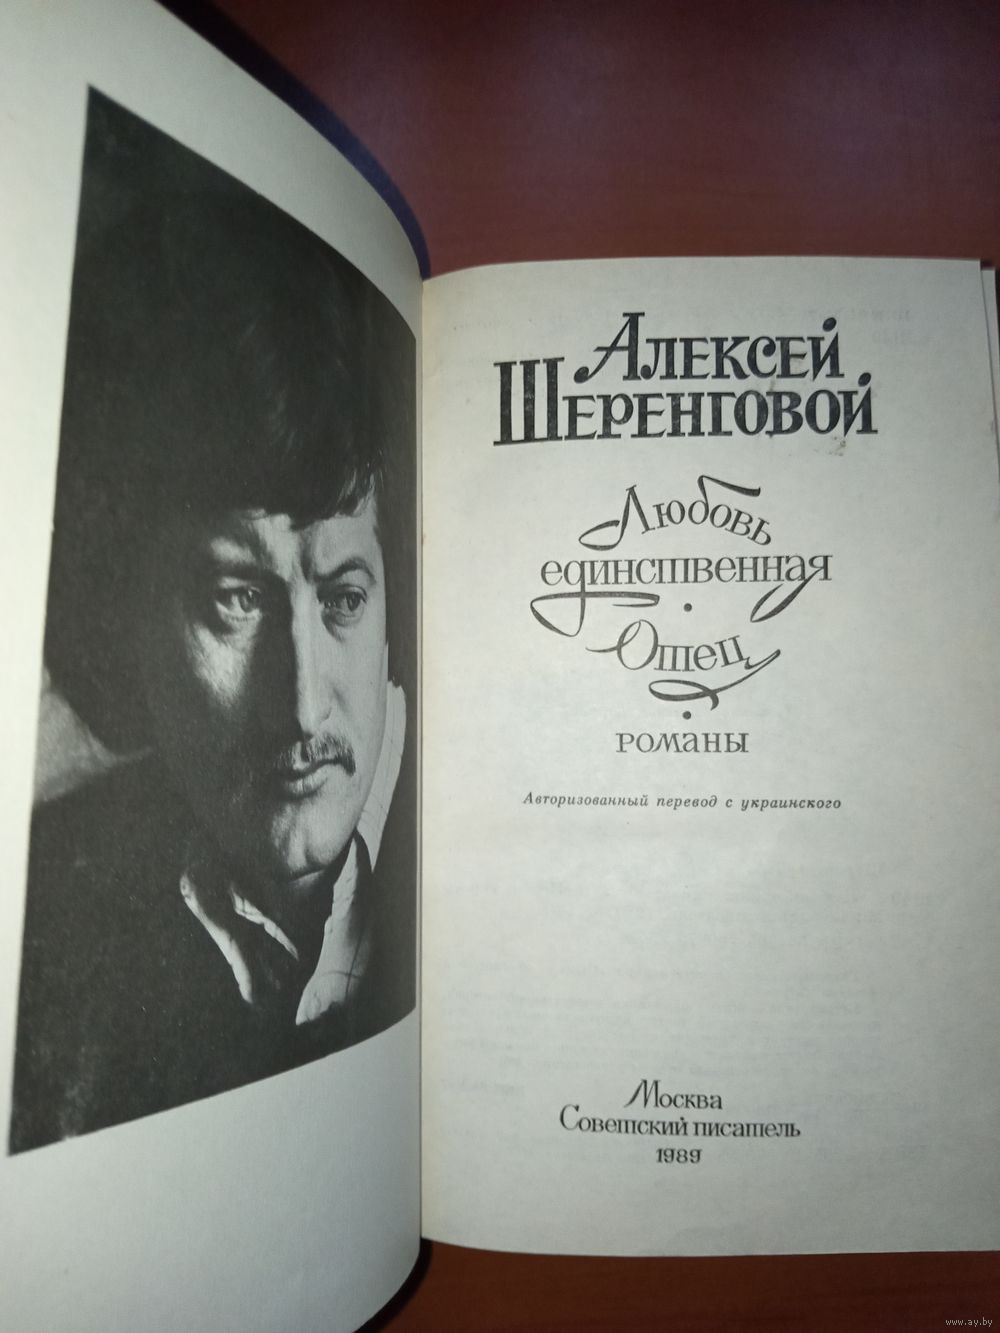 Алексей
Шеренговой
Любовь
единственная
Отец
романы
Авторизованный перевод с украинского
Москва
Советский писатель
1989
www.ay.by